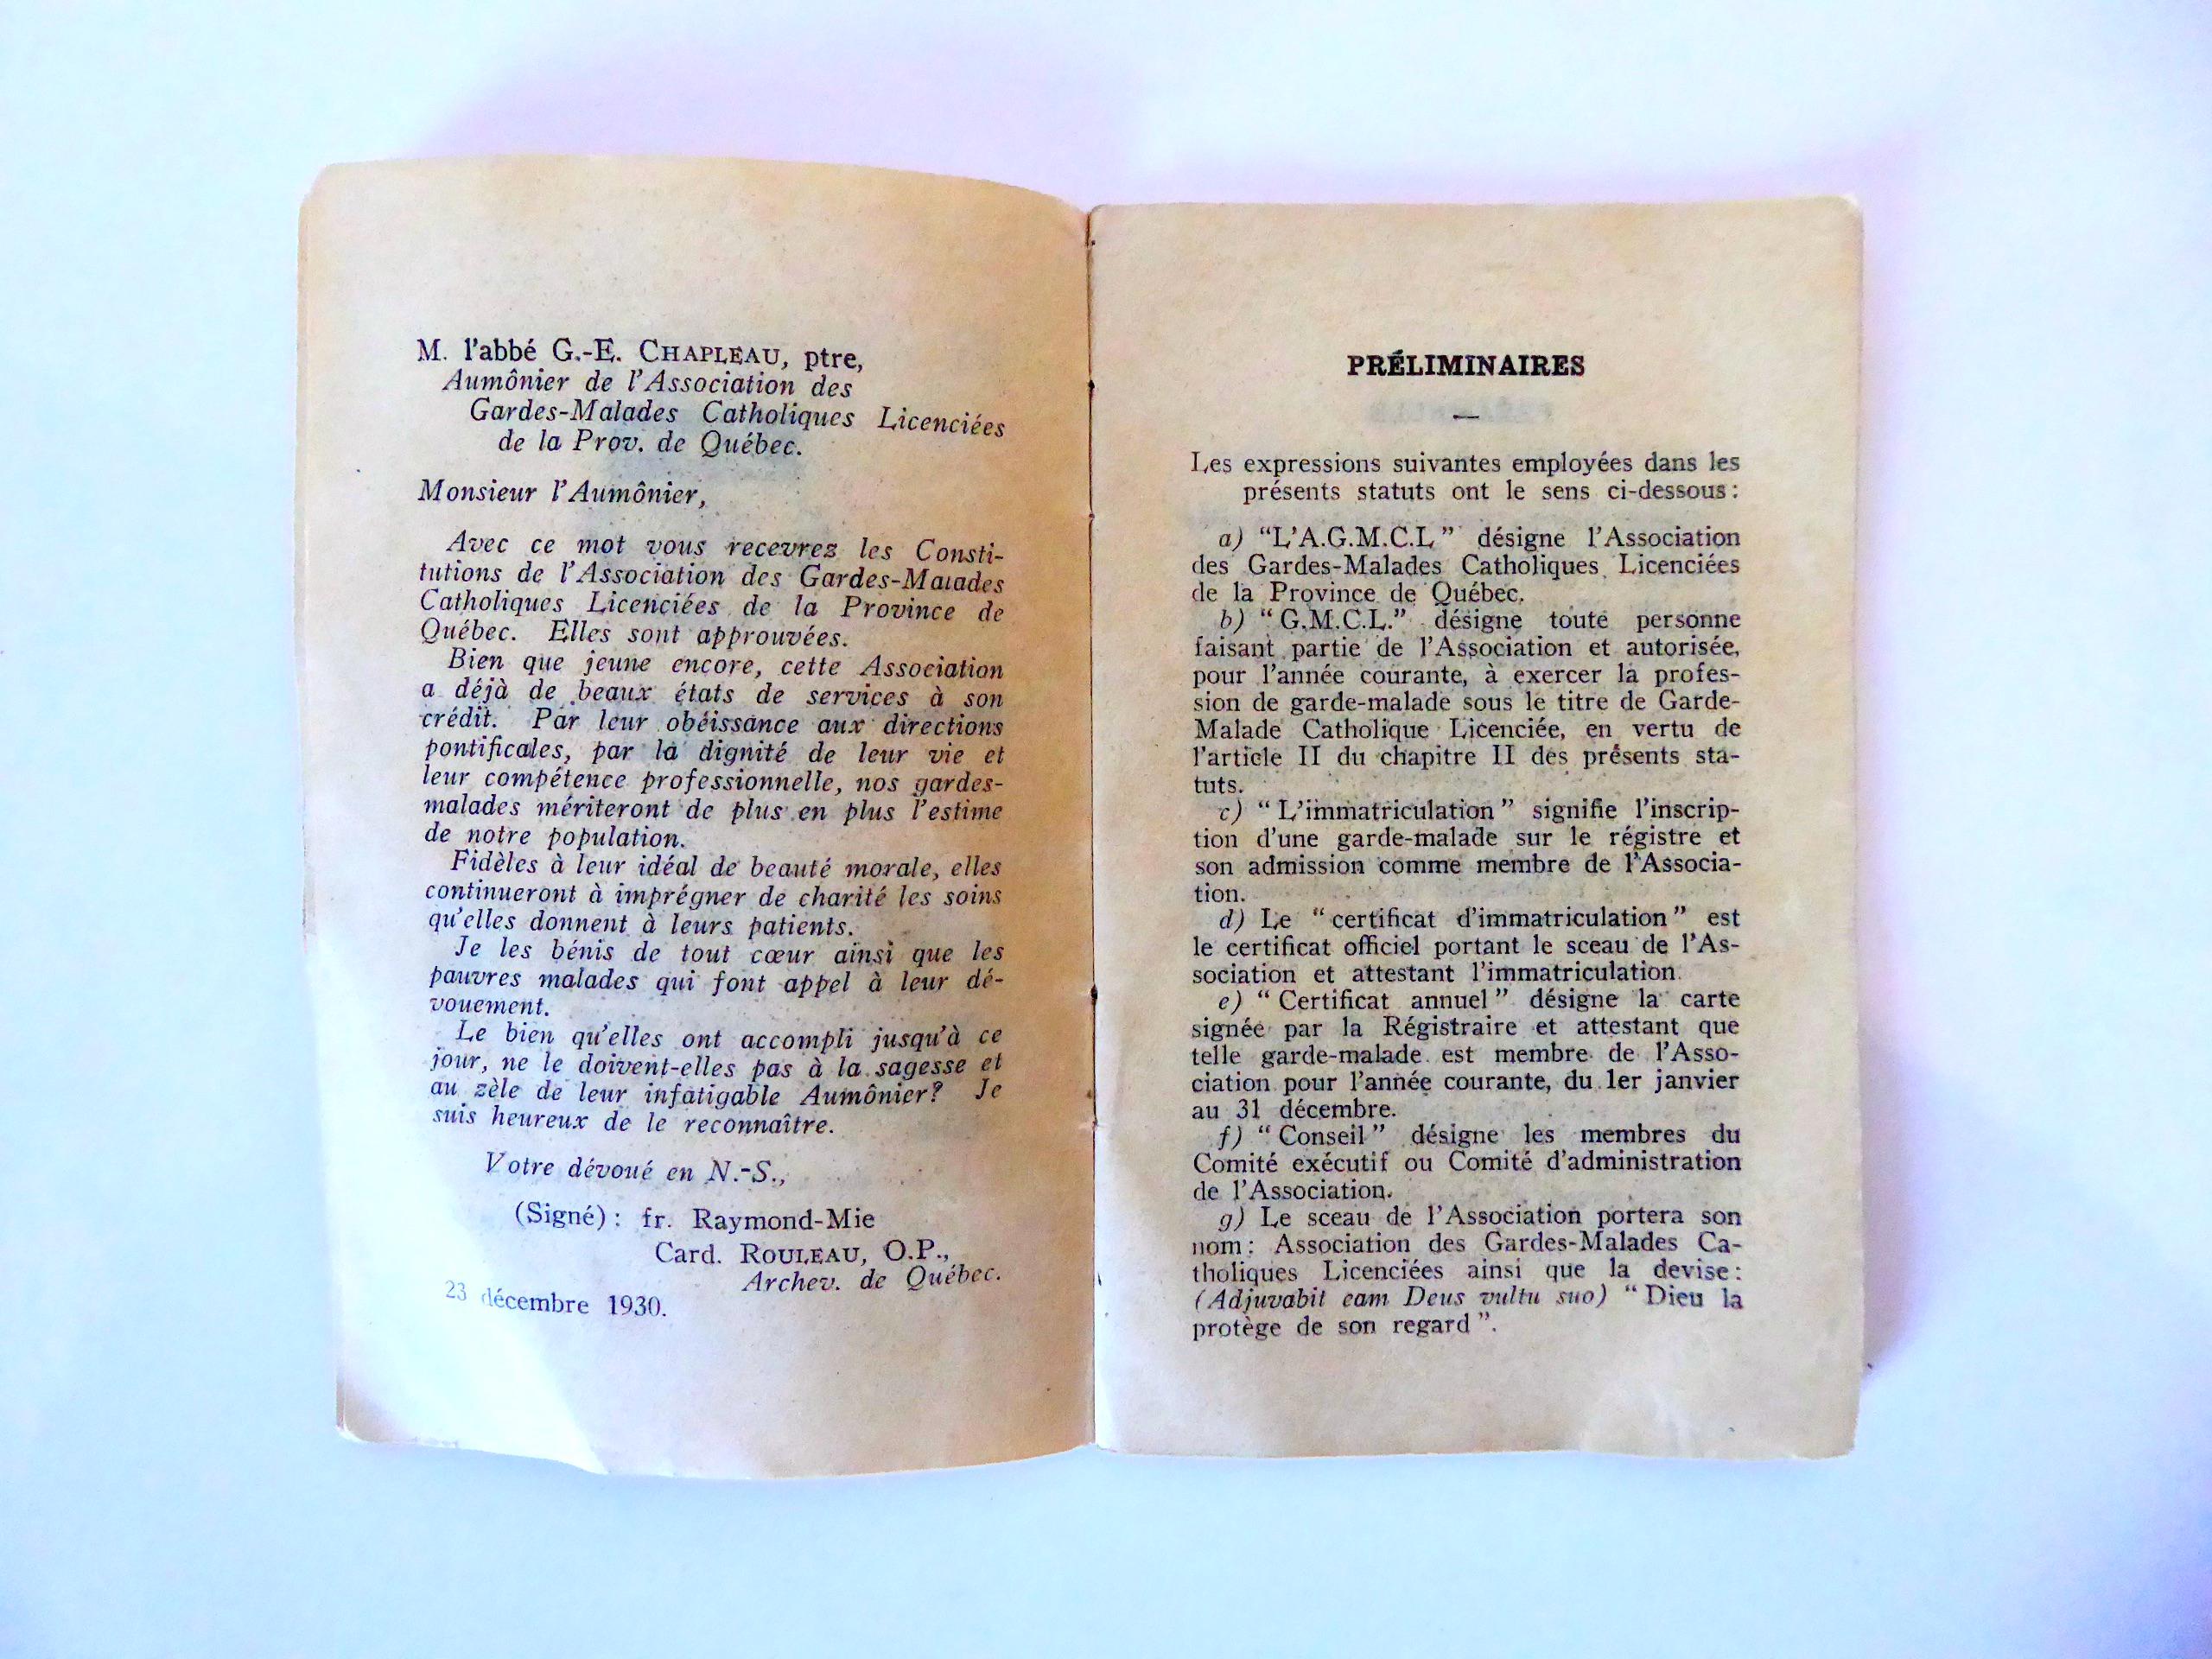 M. l'abbé G.-E. CHAPLEAU, ptre,
Aumônier de l'Association des
Gardes-Malades Catholiques Licenciées
de la Prov. de Québec.
Monsieur l'Aumônier,
Avec ce mot vous recevrez les Consti-
tutions de l'Association des Gardes-Malades
Catholiques Licenciées de la Province de
Québec. Elles sont approuvées.
Bien que jeune encore, cette Association
a déjà de beaux états de services à son
crédit. Par leur obéissance aux directions
pontificales, par la dignité de leur vie et
leur compétence professionnelle, nos gardes-
malades mériteront de plus en plus l'estime
de notre population.
Fidèles à leur idéal de beauté morale, elles
continueront à imprégner de charité les soins
qu'elles donnent à leurs patients.
Je les bénis de tout cœur ainsi que les
pauvres malades qui font appel à leur dé-
vouement.
Le bien qu'elles ont accompli jusqu'à ce
jour, ne le doivent-elles pas à la sagesse et
au zèle de leur infatigable Aumônier? Je
suis heureux de le reconnaître.
Votre dévoué en N.-S.,
(Signé): fr. Raymond-Mie
Card. ROULEAU, O.P.,
Archev. de Québec.
23 décembre 1930.
PRÉLIMINAIRES
Les expressions suivantes employées dans les
présents statuts ont le sens ci-dessous:
a) "L'A.G.M.C.L" désigne l'Association
des Gardes-Malades Catholiques Licenciées
de la Province de Québec.
b) "G.M.C.L." désigne toute personne
faisant partie de l'Association et autorisée,
pour l'année courante, à exercer la profes-
sion de garde-malade sous le titre de Garde-
Malade Catholique Licenciée, en vertu de
l'article II du chapitre II des présents sta-
tuts.
c) "L'immatriculation" signifie l'inscrip-
tion d'une garde-malade sur le régistre et
son admission comme membre de l'Associa-
tion.
d) Le "certificat d'immatriculation" est
le certificat officiel portant le sceau de l'As-
sociation et attestant l'immatriculation.
e) "Certificat annuel" désigne la carte
signée par la Régistraire et attestant que
telle garde-malade est membre de l'Asso-
ciation pour l'année courante, du 1er janvier
au 31 décembre.
f) "Conseil" désigne les membres du
Comité exécutif ou Comité d'administration
de l'Association.
g) Le sceau de l'Association portera son
nom: Association des Gardes-Malades Ca-
tholiques Licenciées ainsi que la devise:
(Adjuvabit eam Deus vultu suo) "Dieu la
protège de son regard".